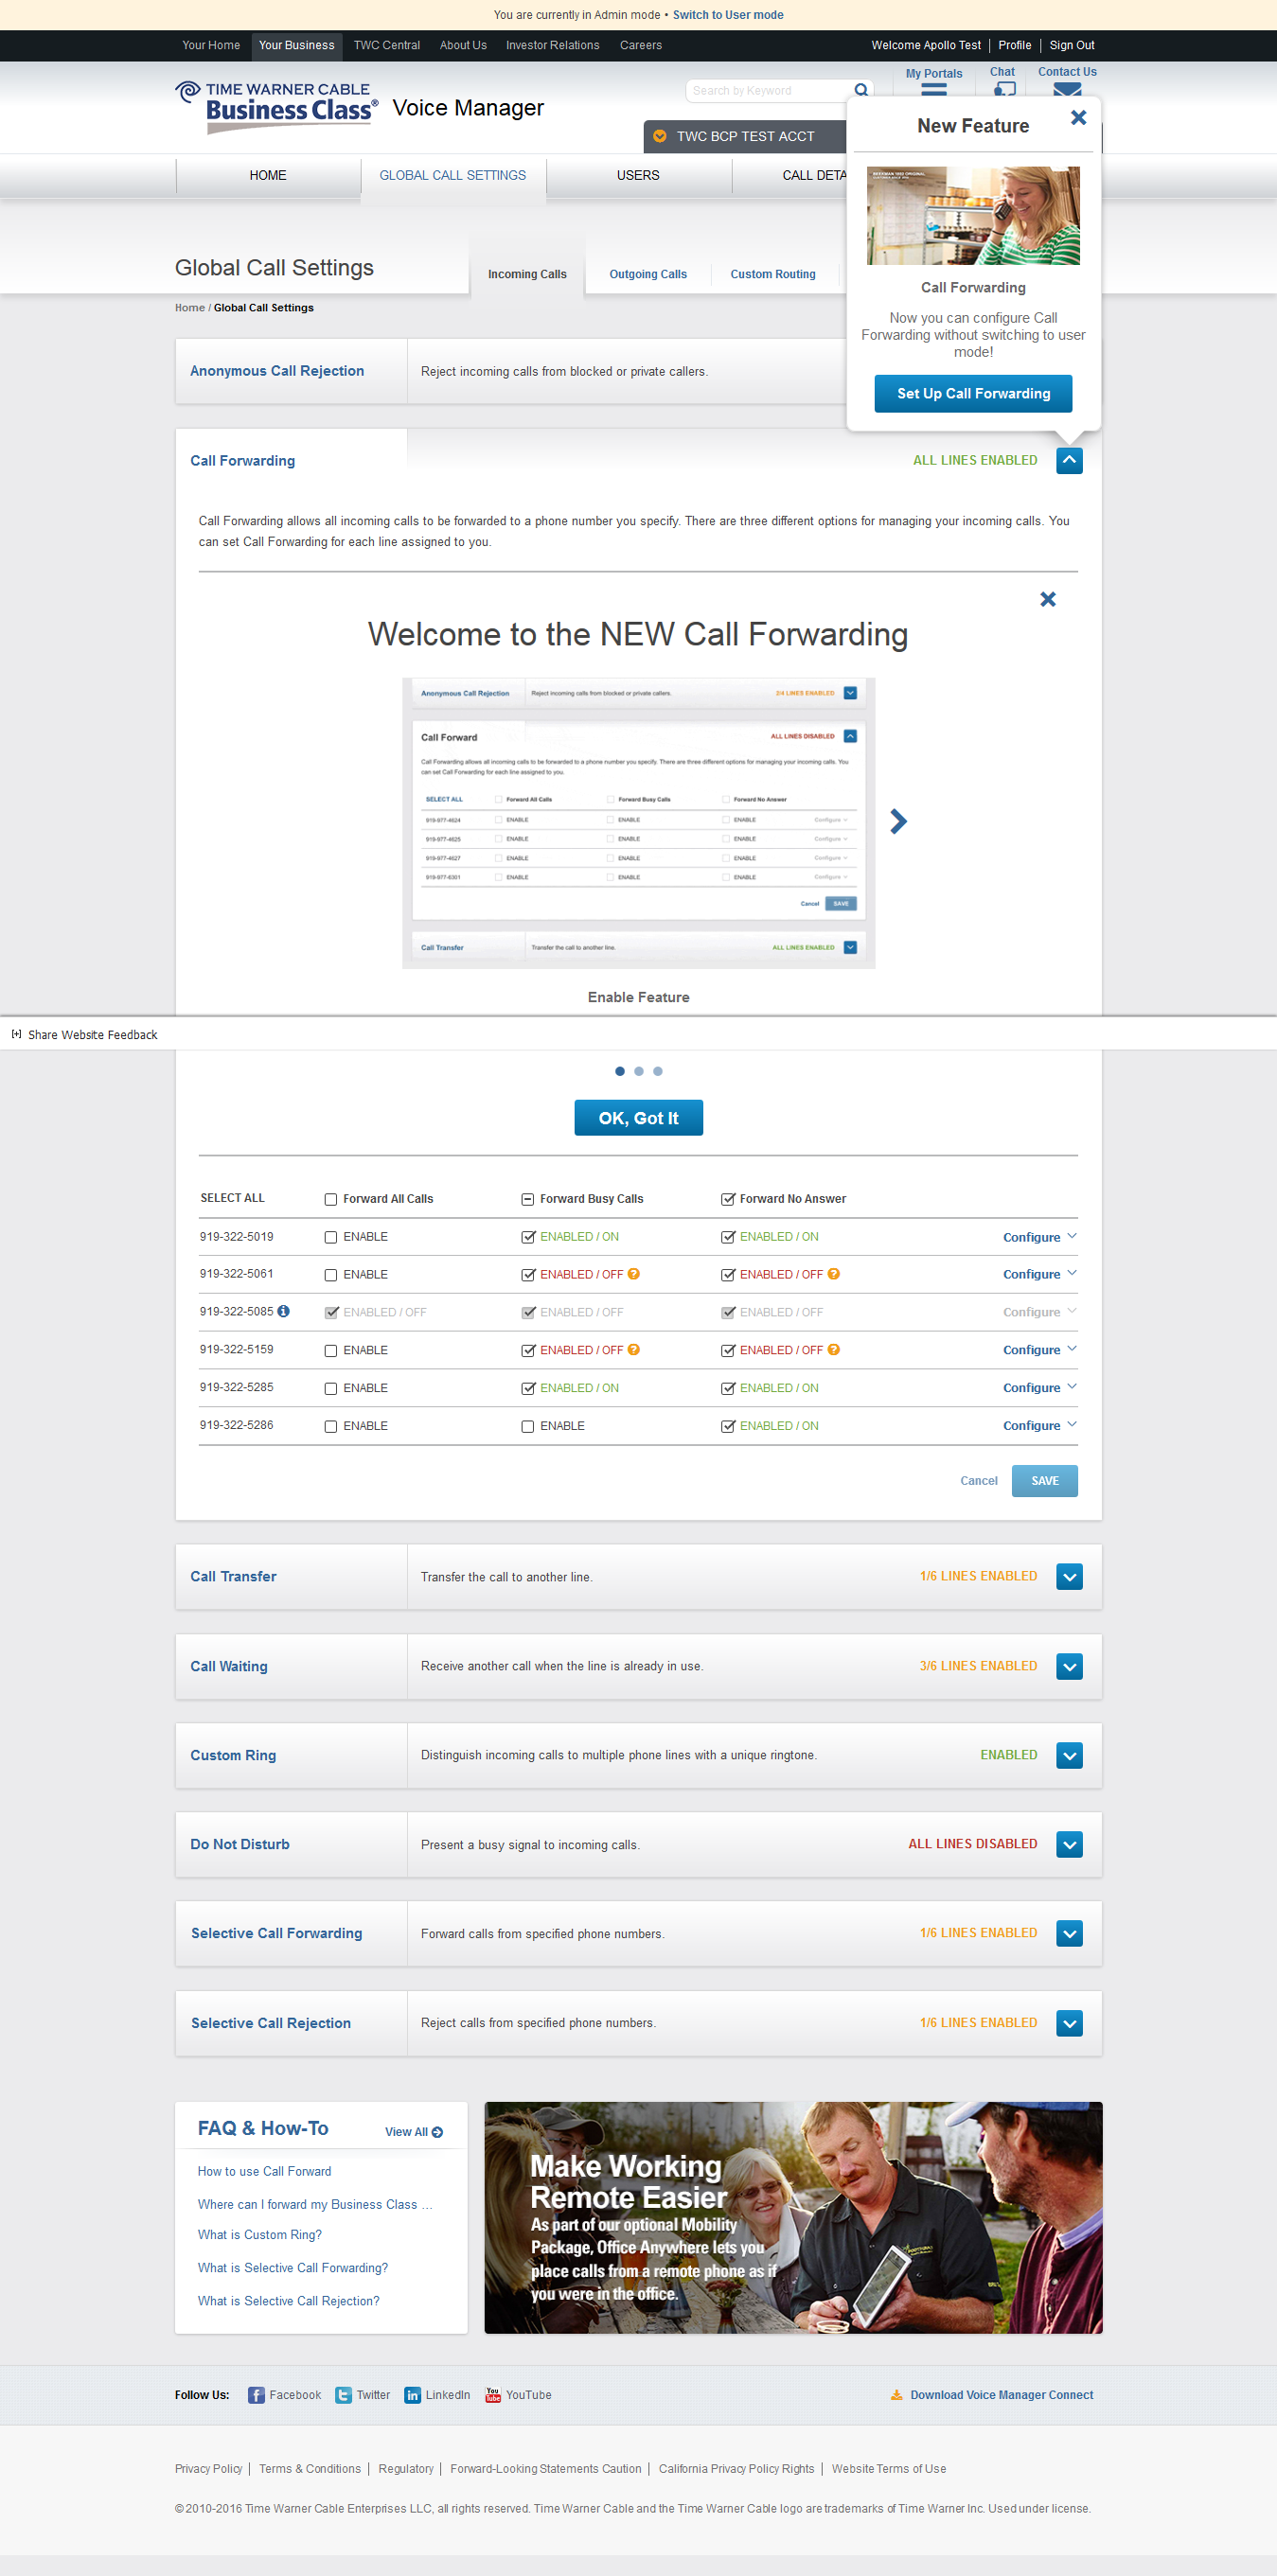 You are currently in Admin mode • Switch to User mode
Your Home Your Business TWC Central About Us Investor Relations Careers Welcome Apollo Test Profile Sign Out
TIME WARNER CABLE
Business Class® Voice Manager
Search by Keyword
My Portals Chat Contact Us
TWC BCP TEST ACCT
HOME GLOBAL CALL SETTINGS USERS CALL DETA
New Feature
Call Forwarding
Now you can configure Call
Forwarding without switching to user
mode!
Set Up Call Forwarding
Global Call Settings
Incoming Calls Outgoing Calls Custom Routing
Home / Global Call Settings
Anonymous Call Rejection Reject incoming calls from blocked or private callers.
Call Forwarding ALL LINES ENABLED
Call Forwarding allows all incoming calls to be forwarded to a phone number you specify. There are three different options for managing your incoming calls. You
can set Call Forwarding for each line assigned to you.
Welcome to the NEW Call Forwarding
Anonymous Call Rejection Reject incoming calls from blocked or private callers. 2/4 LINES ENABLED
Call Forward ALL LINES DISABLED
Call Forwarding allows all incoming calls to be forwarded to a phone number you specify. There are three different options for managing your incoming calls. You
can set Call Forwarding for each line assigned to you.
SELECT ALL Forward All Calls Forward Busy Calls Forward No Answer
919-977-4624 ENABLE ENABLE ENABLE Configure
919-977-4625 ENABLE ENABLE ENABLE Configure
919-977-4627 ENABLE ENABLE ENABLE Configure
919-977-6301 ENABLE ENABLE ENABLE Configure
Cancel SAVE
Call Transfer Transfer the call to another line. ALL LINES ENABLED
Enable Feature
[+] Share Website Feedback
OK, Got It
SELECT ALL Forward All Calls Forward Busy Calls Forward No Answer
919-322-5019 ENABLE ENABLED / ON ENABLED / ON Configure
919-322-5061 ENABLE ENABLED / OFF ? ENABLED / OFF ? Configure
919-322-5085 i ENABLED / OFF ENABLED / OFF ENABLED / OFF Configure
919-322-5159 ENABLE ENABLED / OFF ? ENABLED / OFF ? Configure
919-322-5285 ENABLE ENABLED / ON ENABLED / ON Configure
919-322-5286 ENABLE ENABLE ENABLED / ON Configure
Cancel SAVE
Call Transfer Transfer the call to another line. 1/6 LINES ENABLED
Call Waiting Receive another call when the line is already in use. 3/6 LINES ENABLED
Custom Ring Distinguish incoming calls to multiple phone lines with a unique ringtone. ENABLED
Do Not Disturb Present a busy signal to incoming calls. ALL LINES DISABLED
Selective Call Forwarding Forward calls from specified phone numbers. 1/6 LINES ENABLED
Selective Call Rejection Reject calls from specified phone numbers. 1/6 LINES ENABLED
FAQ & How-To View All
How to use Call Forward
Where can I forward my Business Class ...
What is Custom Ring?
What is Selective Call Forwarding?
What is Selective Call Rejection?
Make Working
Remote Easier
As part of our optional Mobility
Package, Office Anywhere lets you
place calls from a remote phone as if
you were in the office.
Follow Us: Facebook Twitter LinkedIn YouTube Download Voice Manager Connect
Privacy Policy Terms & Conditions Regulatory Forward-Looking Statements Caution California Privacy Policy Rights Website Terms of Use
© 2010-2016 Time Warner Cable Enterprises LLC, all rights reserved. Time Warner Cable and the Time Warner Cable logo are trademarks of Time Warner Inc. Used under license.